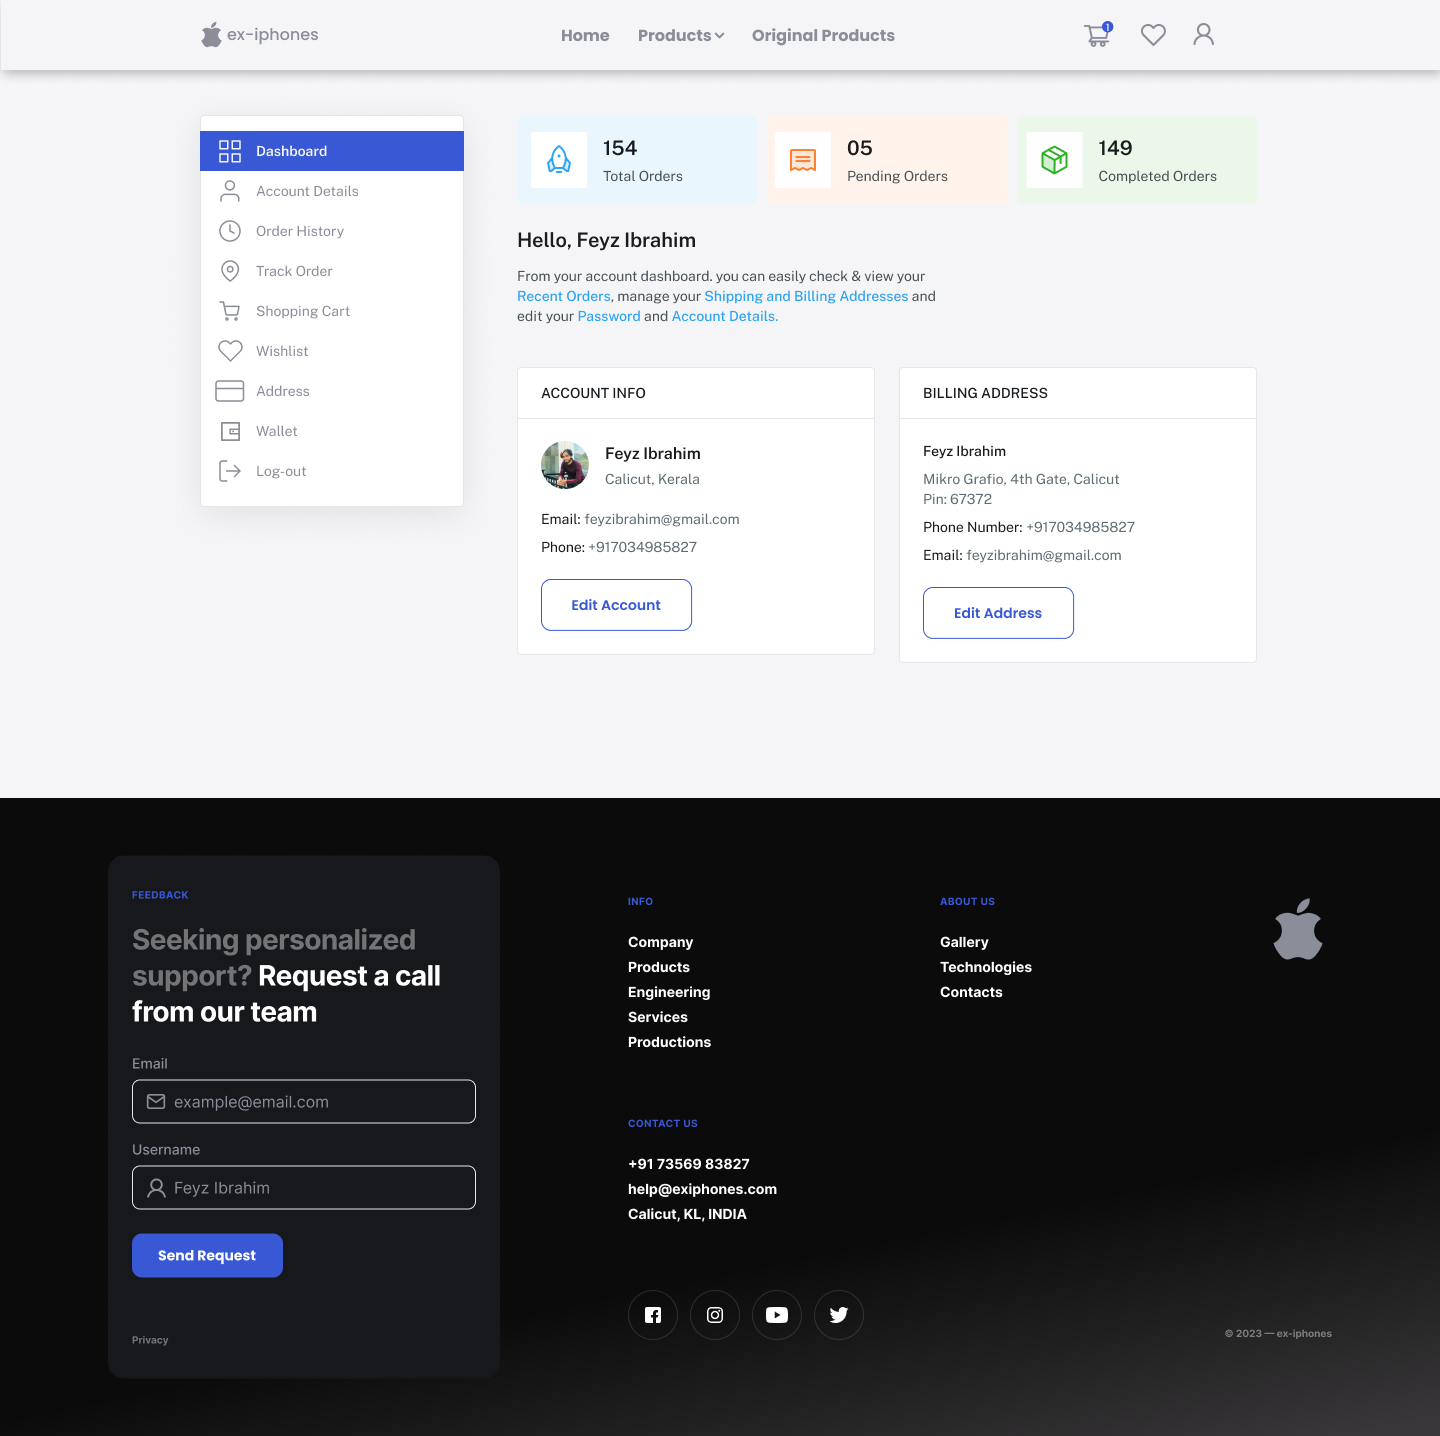 ex-iphones
Home
Products
Original Products
1
Dashboard
Account Details
Order History
Track Order
Shopping Cart
Wishlist
Address
Wallet
Log-out
154
Total Orders
05
Pending Orders
149
Completed Orders
Hello, Feyz Ibrahim
From your account dashboard. you can easily check & view your
Recent Orders, manage your Shipping and Billing Addresses and
edit your Password and Account Details.
ACCOUNT INFO
Feyz Ibrahim
Calicut, Kerala
Email: feyzibrahim@gmail.com
Phone: +917034985827
Edit Account
BILLING ADDRESS
Feyz Ibrahim
Mikro Grafio, 4th Gate, Calicut
Pin: 67372
Phone Number: +917034985827
Email: feyzibrahim@gmail.com
Edit Address
FEEDBACK
Seeking personalized
support? Request a call
from our team
Email
example@email.com
Username
Feyz Ibrahim
Send Request
Privacy
INFO
Company
Products
Engineering
Services
Productions
ABOUT US
Gallery
Technologies
Contacts
CONTACT US
+91 73569 83827
help@exiphones.com
Calicut, KL, INDIA
© 2023 — ex-iphones